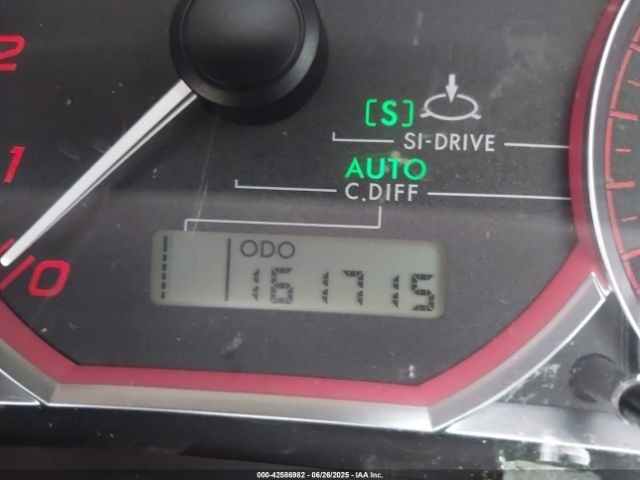 2
[S]
SI-DRIVE
1
AUTO
C.DIFF
ODO
0
161715
000-42586982 / 06/26/2025 / IAA Inc.